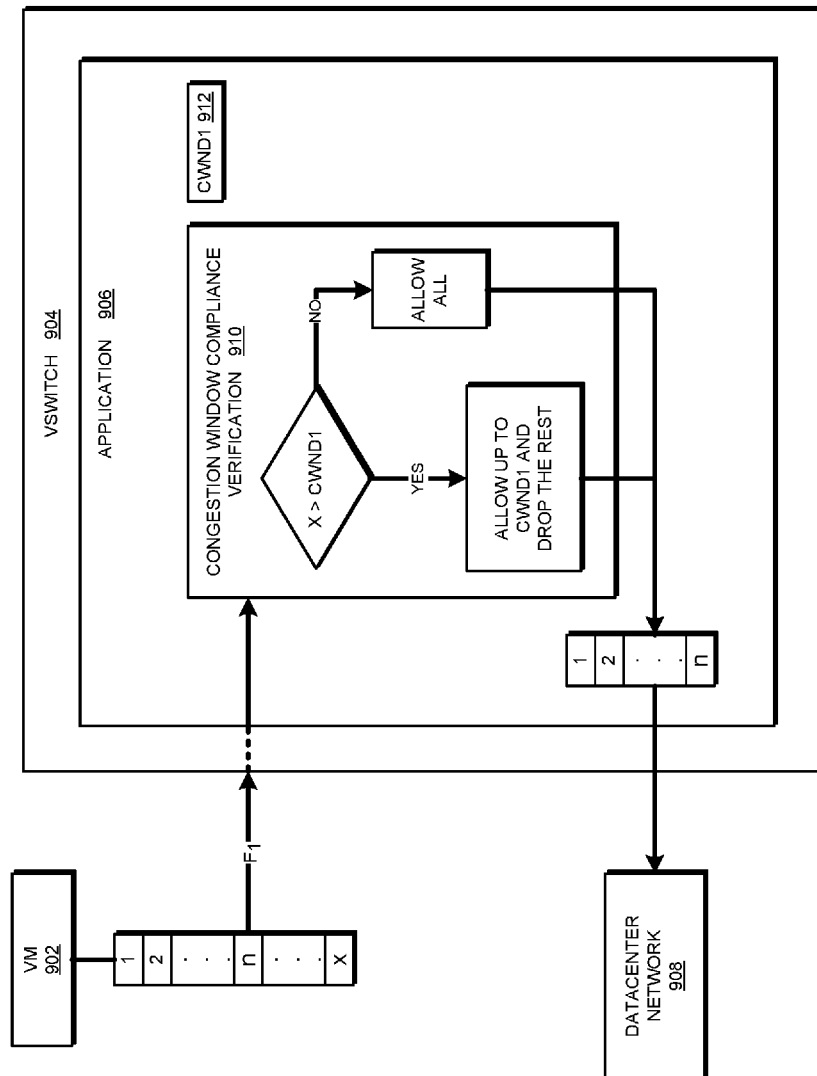 VSWITCH 904
APPLICATION 906
CWND1 912
CONGESTION WINDOW COMPLIANCE
VERIFICATION 910
X > CWND1
NO
ALLOW
ALL
YES
ALLOW UP TO
CWND1 AND
DROP THE REST
VM
902
1
2
. . .
n
. . .
X
F1
1
2
. . .
n
DATACENTER
NETWORK
908